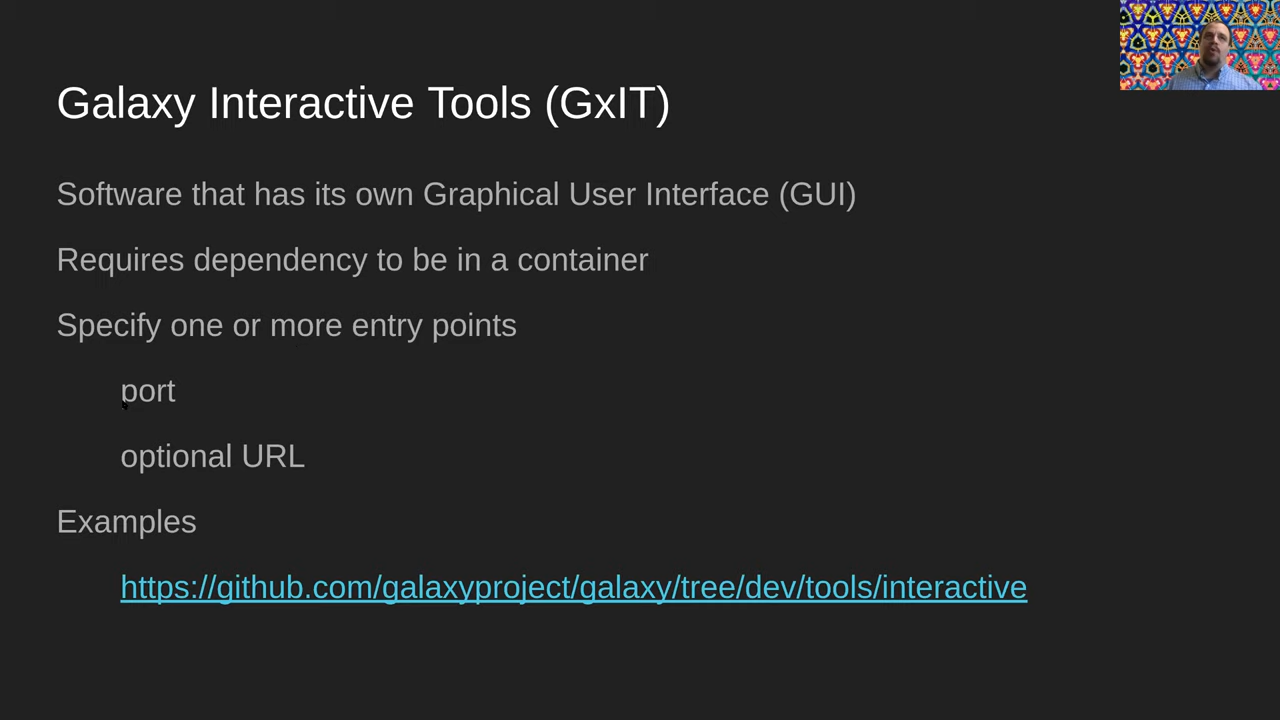 Galaxy Interactive Tools (GxIT)
Software that has its own Graphical User Interface (GUI)
Requires dependency to be in a container
Specify one or more entry points
port
optional URL
Examples
https://github.com/galaxyproject/galaxy/tree/dev/tools/interactive